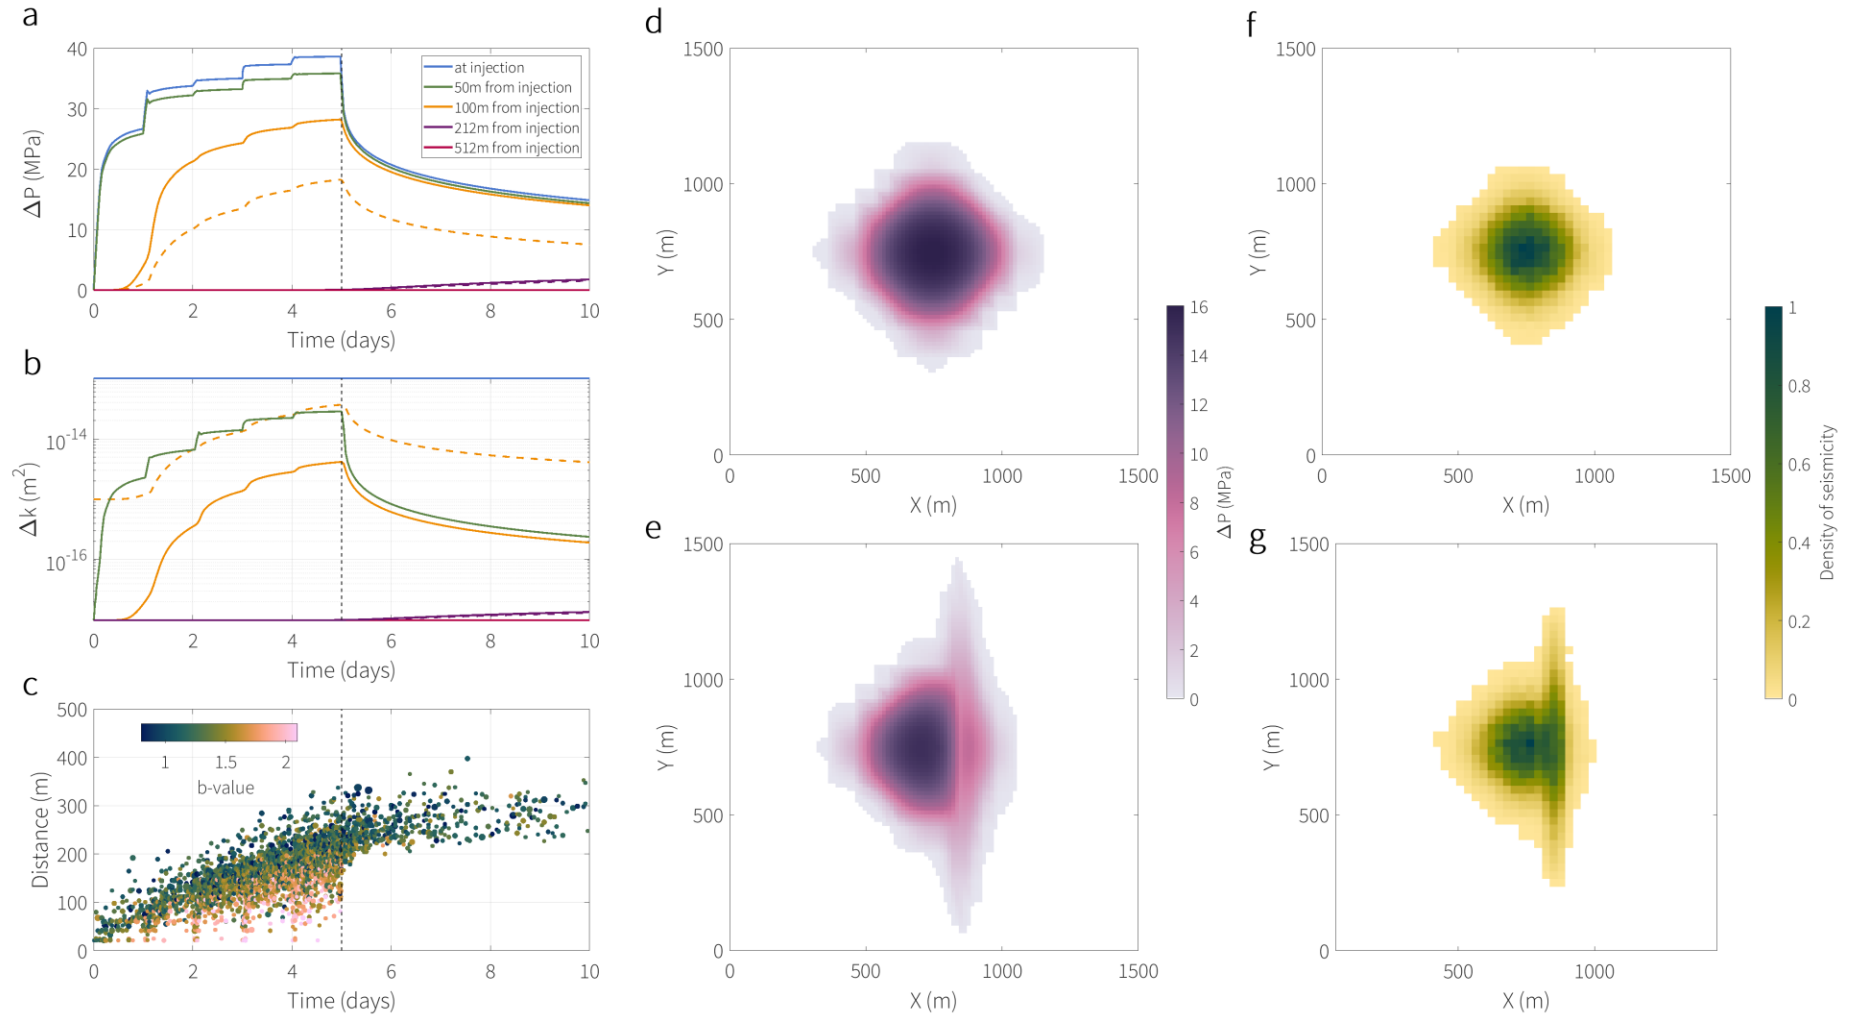 a
40
30
20
10
0
ΔP (MPa)
at injection
50m from injection
100m from injection
212m from injection
512m from injection
0 2 4 6 8 10
Time (days)
b
10^-14
10^-16
Δk (m^2)
0 2 4 6 8 10
Time (days)
c
500
400
300
200
100
0
Distance (m)
1 1.5 2
b-value
0 2 4 6 8 10
Time (days)
d
1500
1000
500
0
Y (m)
0 500 1000 1500
X (m)
e
1500
1000
500
0
Y (m)
0 500 1000 1500
X (m)
16
14
12
10
8
6
4
2
0
ΔP (MPa)
f
1500
1000
500
0
Y (m)
0 500 1000 1500
X (m)
g
1500
1000
500
0
Y (m)
500 1000
X (m)
1
0.8
0.6
0.4
0.2
0
Density of seismicity